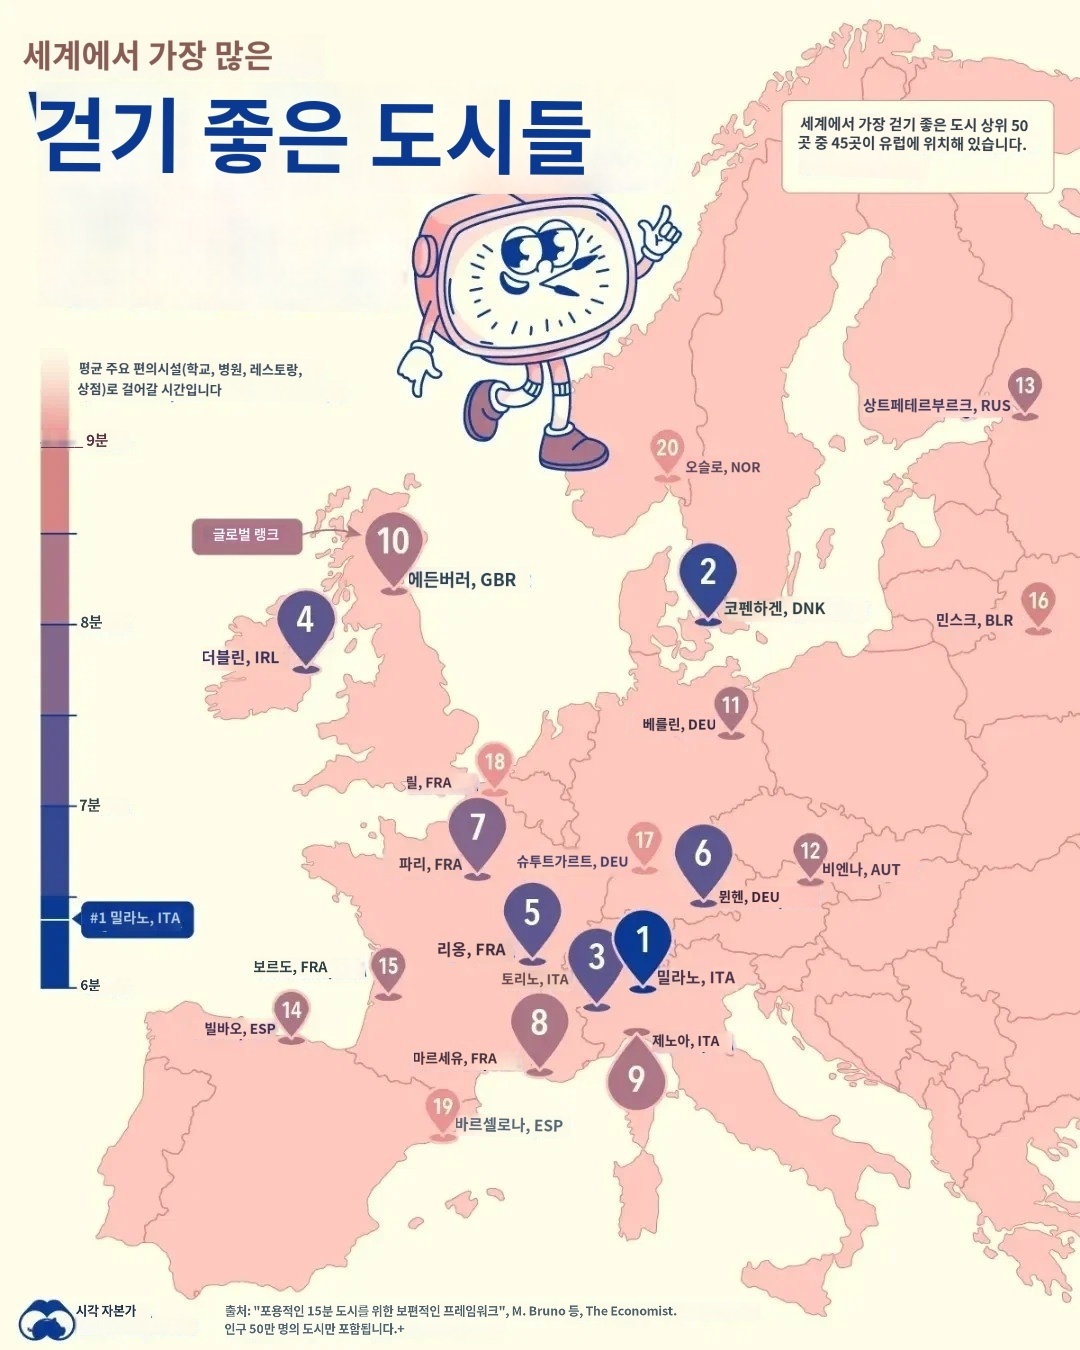 세계에서 가장 많은
'걷기 좋은 도시들
세계에서 가장 걷기 좋은 도시 상위 50
곳 중 45곳이 유럽에 위치해 있습니다.
평균 주요 편의시설(학교, 병원, 레스토랑,
상점)로 걸어갈 시간입니다
9분
8분
7분
#1 밀라노, ITA
6분
13
상트페테르부르크, RUS
20
오슬로, NOR
글로벌 랭크
10
에든버러, GBR
2
코펜하겐, DNK
4
더블린, IRL
16
민스크, BLR
11
베를린, DEU
18
릴, FRA
7
파리, FRA
17
슈투트가르트, DEU
6
뮌헨, DEU
12
비엔나, AUT
5
리옹, FRA
3
토리노, ITA
1
밀라노, ITA
15
보르도, FRA
14
빌바오, ESP
8
마르세유, FRA
제노아, ITA
9
19
바르셀로나, ESP
시각 자본가
출처: "포용적인 15분 도시를 위한 보편적인 프레임워크", M. Bruno 등, The Economist.
인구 50만 명의 도시만 포함됩니다.+